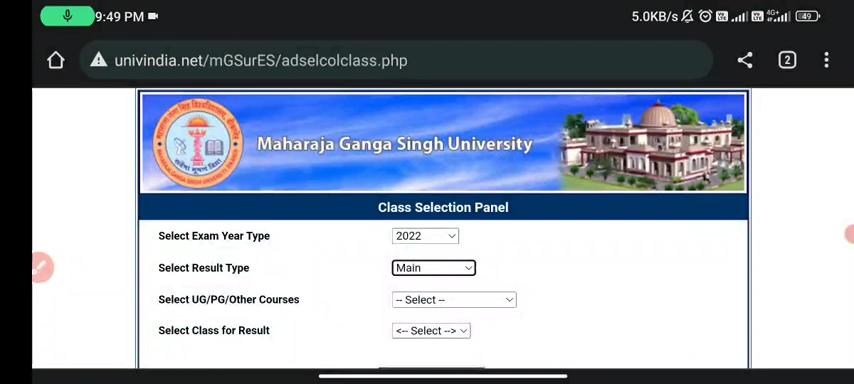 9:49 PM
5.0KB/s 4G+ 49
univindia.net/mGSurES/adselcolclass.php
2
Maharaja Ganga Singh University
Class Selection Panel
Select Exam Year Type 2022
Select Result Type Main
Select UG/PG/Other Courses -- Select --
Select Class for Result <-- Select -->